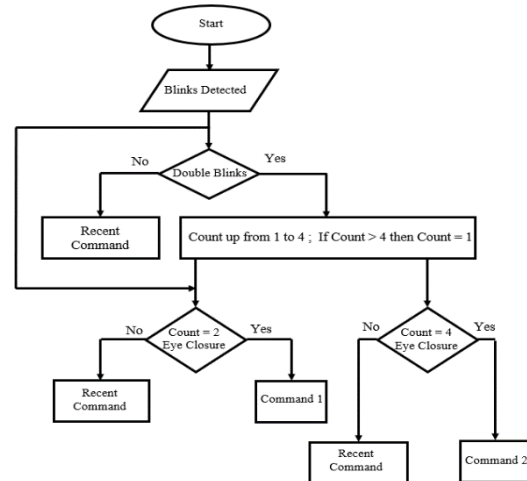 Start
Blinks Detected
No
Yes
Double Blinks
Recent
Command
Count up from 1 to 4 ; If Count > 4 then Count = 1
No
Count = 2
Eye Closure
Yes
No
Count = 4
Eye Closure
Yes
Recent
Command
Command 1
Recent
Command
Command 2